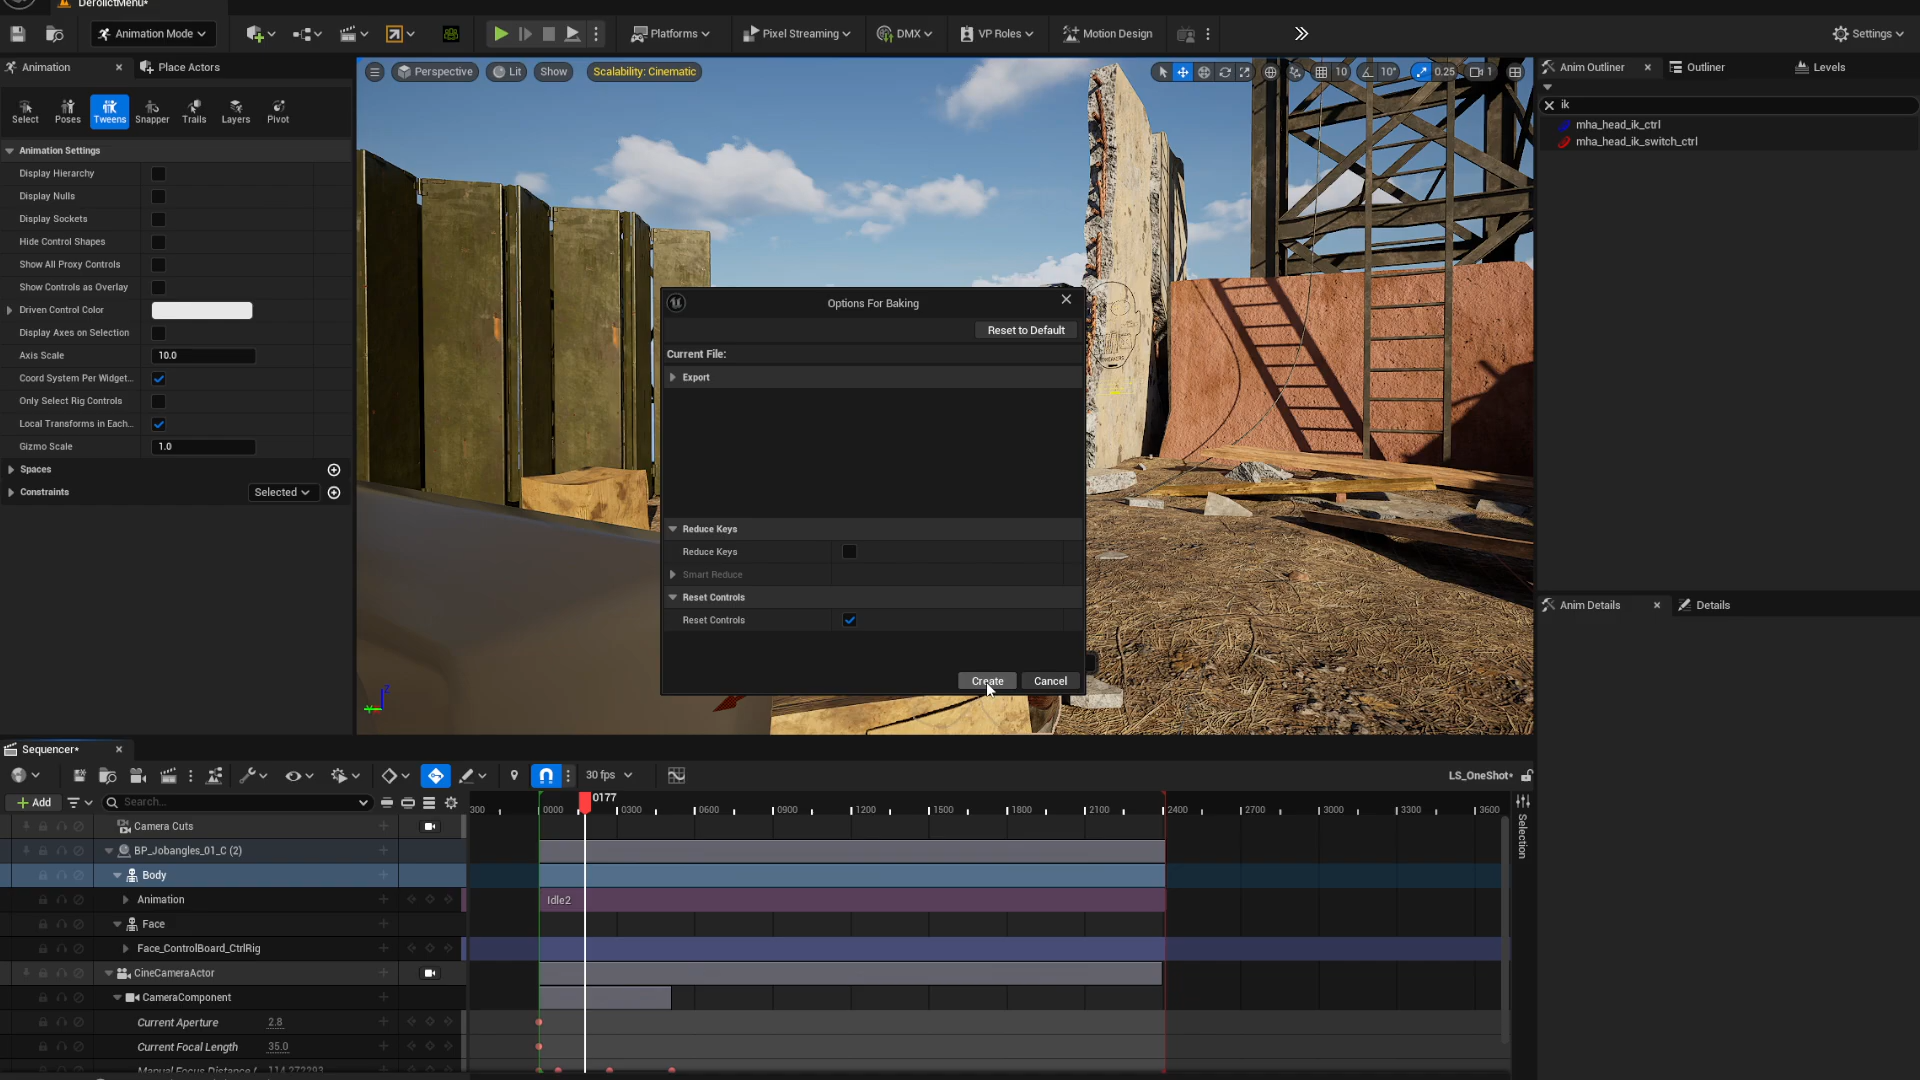 DerolictMenu*
Animation Mode
Platforms
Pixel Streaming
DMX
VP Roles
Motion Design
Settings
Animation
Place Actors
Perspective
Lit
Show
Scalability: Cinematic
10
10°
0.25
1
Anim Outliner
Outliner
Levels
ik
mha_head_ik_ctrl
mha_head_ik_switch_ctrl
Select
Poses
Tweens
Snapper
Trails
Layers
Pivot
Animation Settings
Display Hierarchy
Display Nulls
Display Sockets
Hide Control Shapes
Show All Proxy Controls
Show Controls as Overlay
Driven Control Color
Display Axes on Selection
Axis Scale
10.0
Coord System Per Widget...
Only Select Rig Controls
Local Transforms in Each...
Gizmo Scale
1.0
Spaces
Constraints
Selected
Options For Baking
Reset to Default
Current File:
Export
Reduce Keys
Reduce Keys
Smart Reduce
Reset Controls
Reset Controls
Create
Cancel
Anim Details
Details
Z
Y
Sequencer*
30 fps
LS_OneShot*
Add
Search...
0177
300
0000
0300
0600
0900
1200
1500
1800
2100
2400
2700
3000
3300
3600
Selection
Camera Cuts
BP_Jobangles_01_C (2)
Body
Animation
Idle2
Face
Face_ControlBoard_CtrlRig
CineCameraActor
CameraComponent
Current Aperture
2.8
Current Focal Length
35.0
Manual Focus Distance (
114.272293